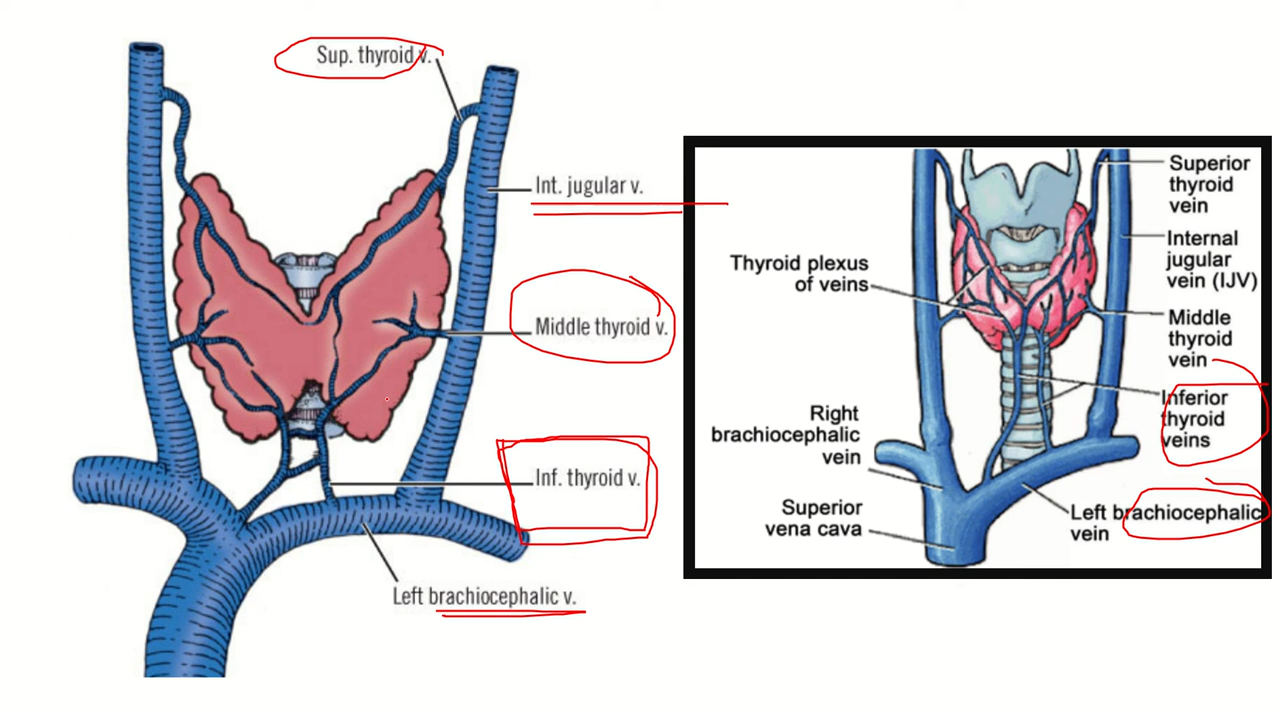 Sup. thyroid v.
Int. jugular v.
Middle thyroid v.
Inf. thyroid v.
Left brachiocephalic v.
Superior
thyroid
vein
Internal
jugular
vein (IJV)
Thyroid plexus
of veins
Middle
thyroid
vein
Inferior
thyroid
veins
Right
brachiocephalic
vein
Superior
vena cava
Left brachiocephalic
vein